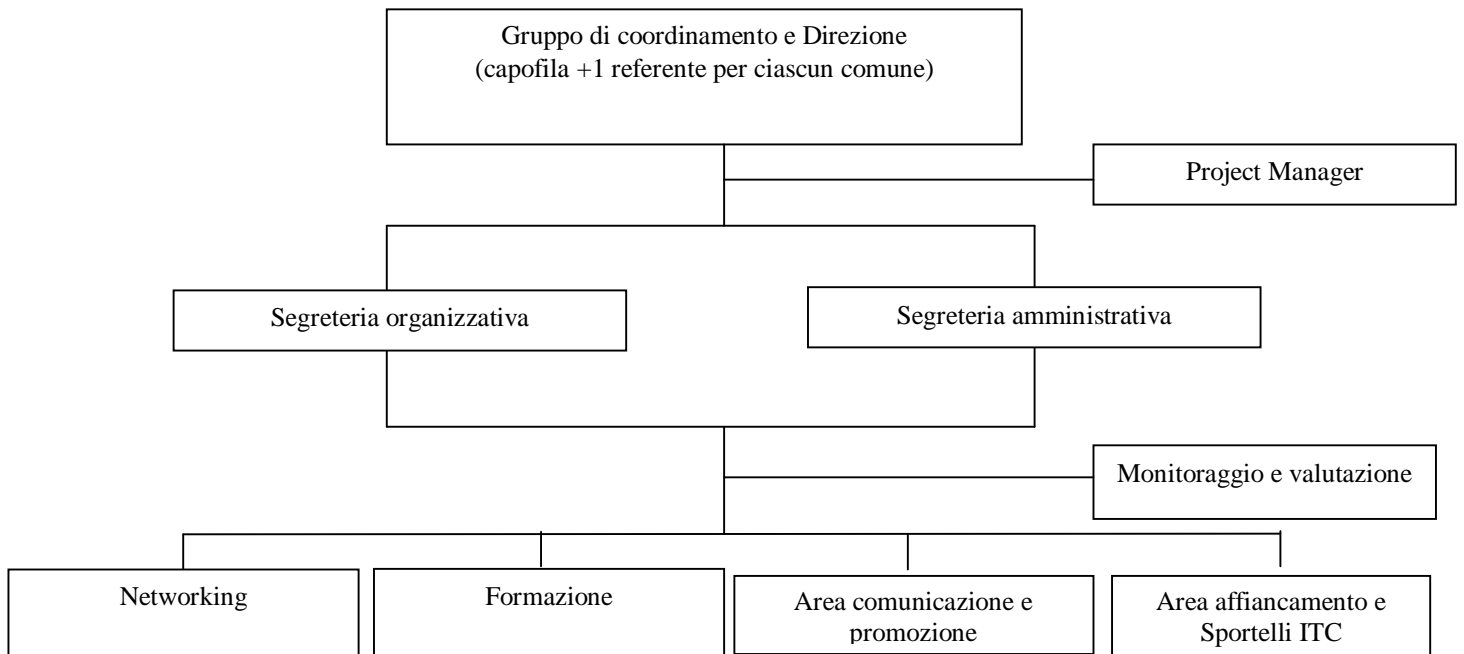 Gruppo di coordinamento e Direzione
(capofila +1 referente per ciascun comune)
Project Manager
Segreteria organizzativa
Segreteria amministrativa
Monitoraggio e valutazione
Networking
Formazione
Area comunicazione e
promozione
Area affiancamento e
Sportelli ITC